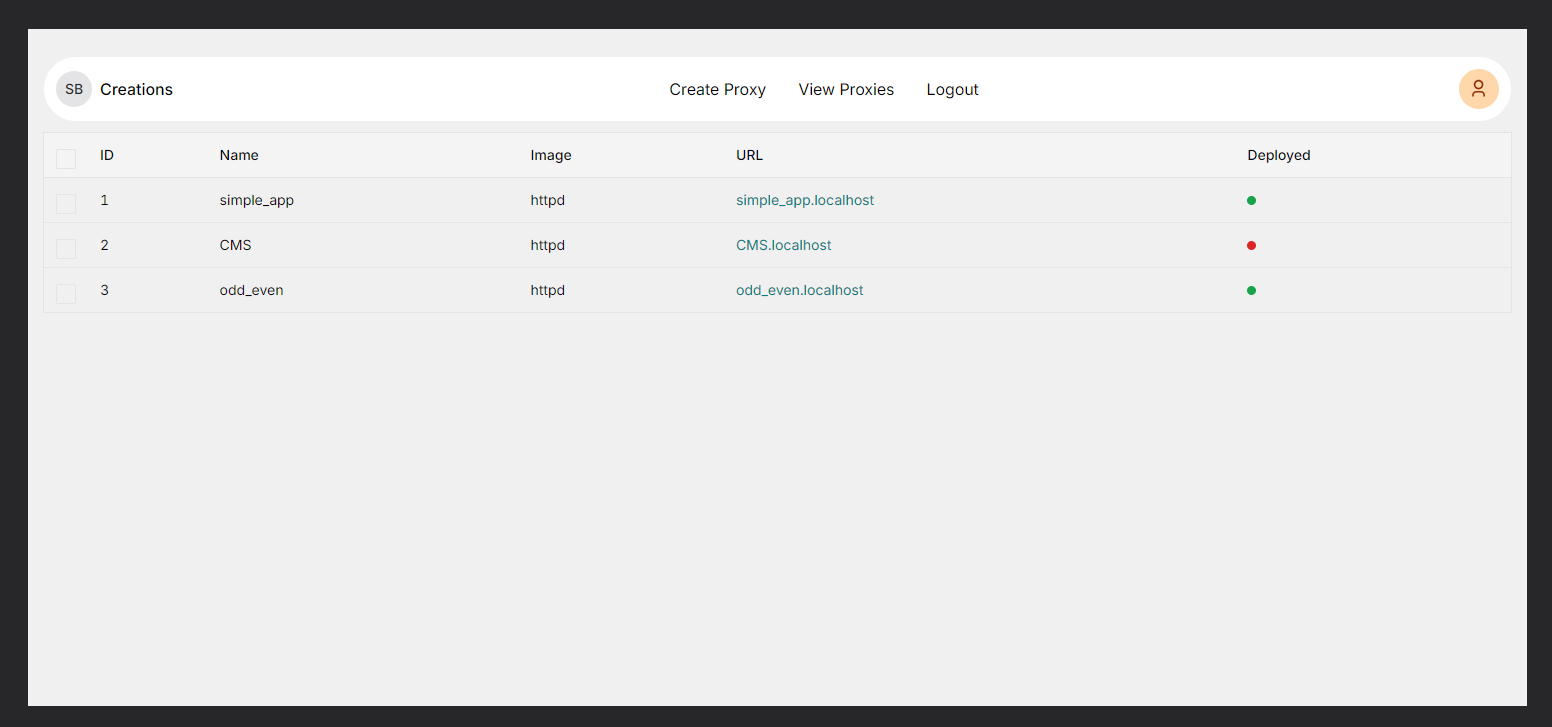 SB Creations Create Proxy View Proxies Logout
ID Name Image URL Deployed
1 simple_app httpd simple_app.localhost
2 CMS httpd CMS.localhost
3 odd_even httpd odd_even.localhost